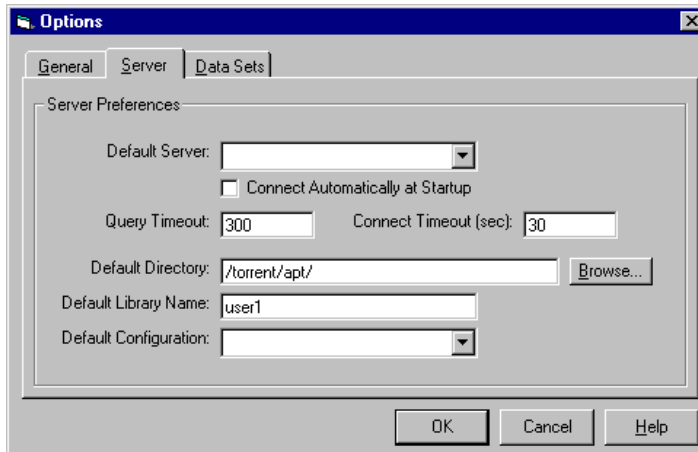 Options
General Server Data Sets
Server Preferences
Default Server:
Connect Automatically at Startup
Query Timeout: 300 Connect Timeout (sec): 30
Default Directory: /torrent/apt/ Browse...
Default Library Name: user1
Default Configuration:
OK Cancel Help